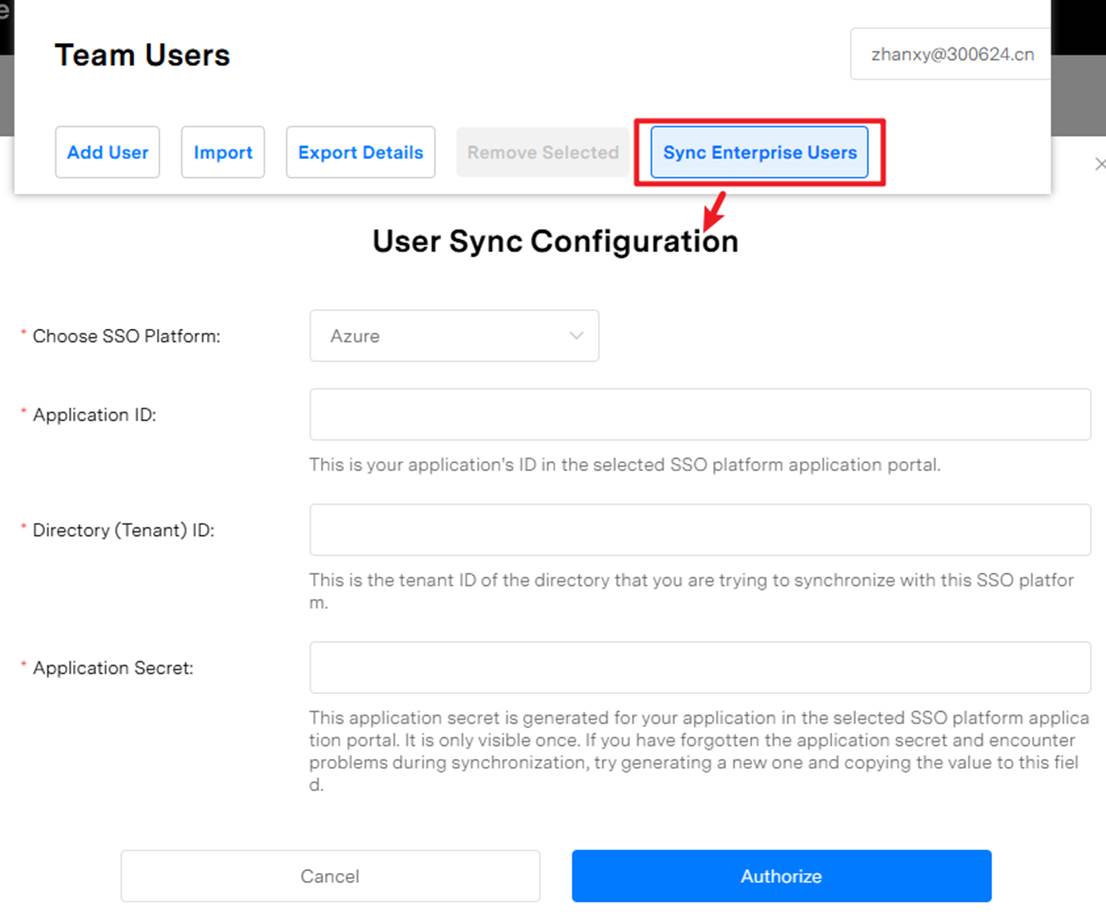 Team Users
zhanxy@300624.cn
Add User
Import
Export Details
Remove Selected
Sync Enterprise Users
User Sync Configuration
* Choose SSO Platform:
Azure
* Application ID:
This is your application's ID in the selected SSO platform application portal.
* Directory (Tenant) ID:
This is the tenant ID of the directory that you are trying to synchronize with this SSO platfor
m.
* Application Secret:
This application secret is generated for your application in the selected SSO platform applica
tion portal. It is only visible once. If you have forgotten the application secret and encounter
problems during synchronization, try generating a new one and copying the value to this fiel
d.
Cancel
Authorize